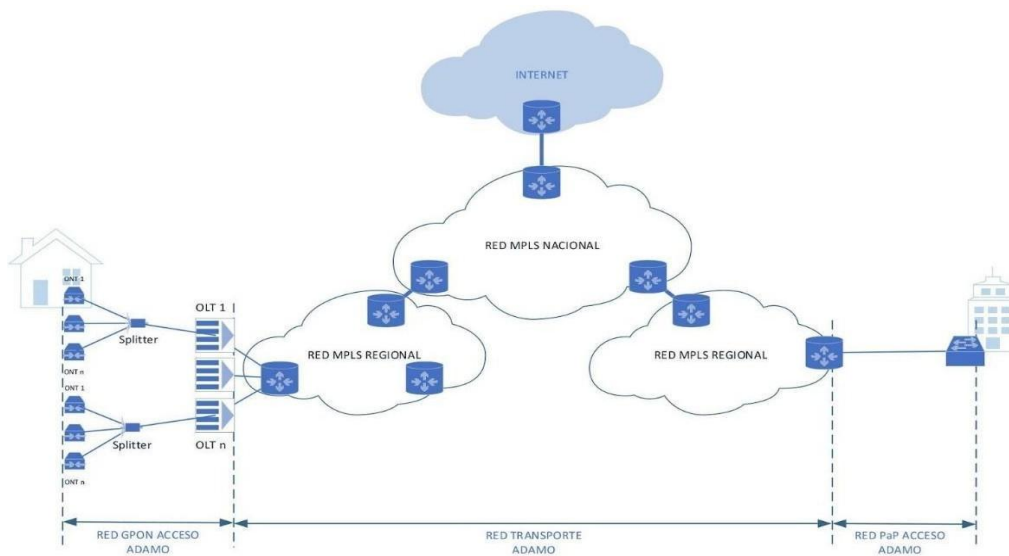 INTERNET
RED MPLS NACIONAL
ONT 1
OLT 1
Splitter
ONT n
ONT 1
RED MPLS REGIONAL
RED MPLS REGIONAL
Splitter
OLT n
ONT n
RED GPON ACCESO
ADAMO
RED TRANSPORTE
ADAMO
RED PaP ACCESO
ADAMO